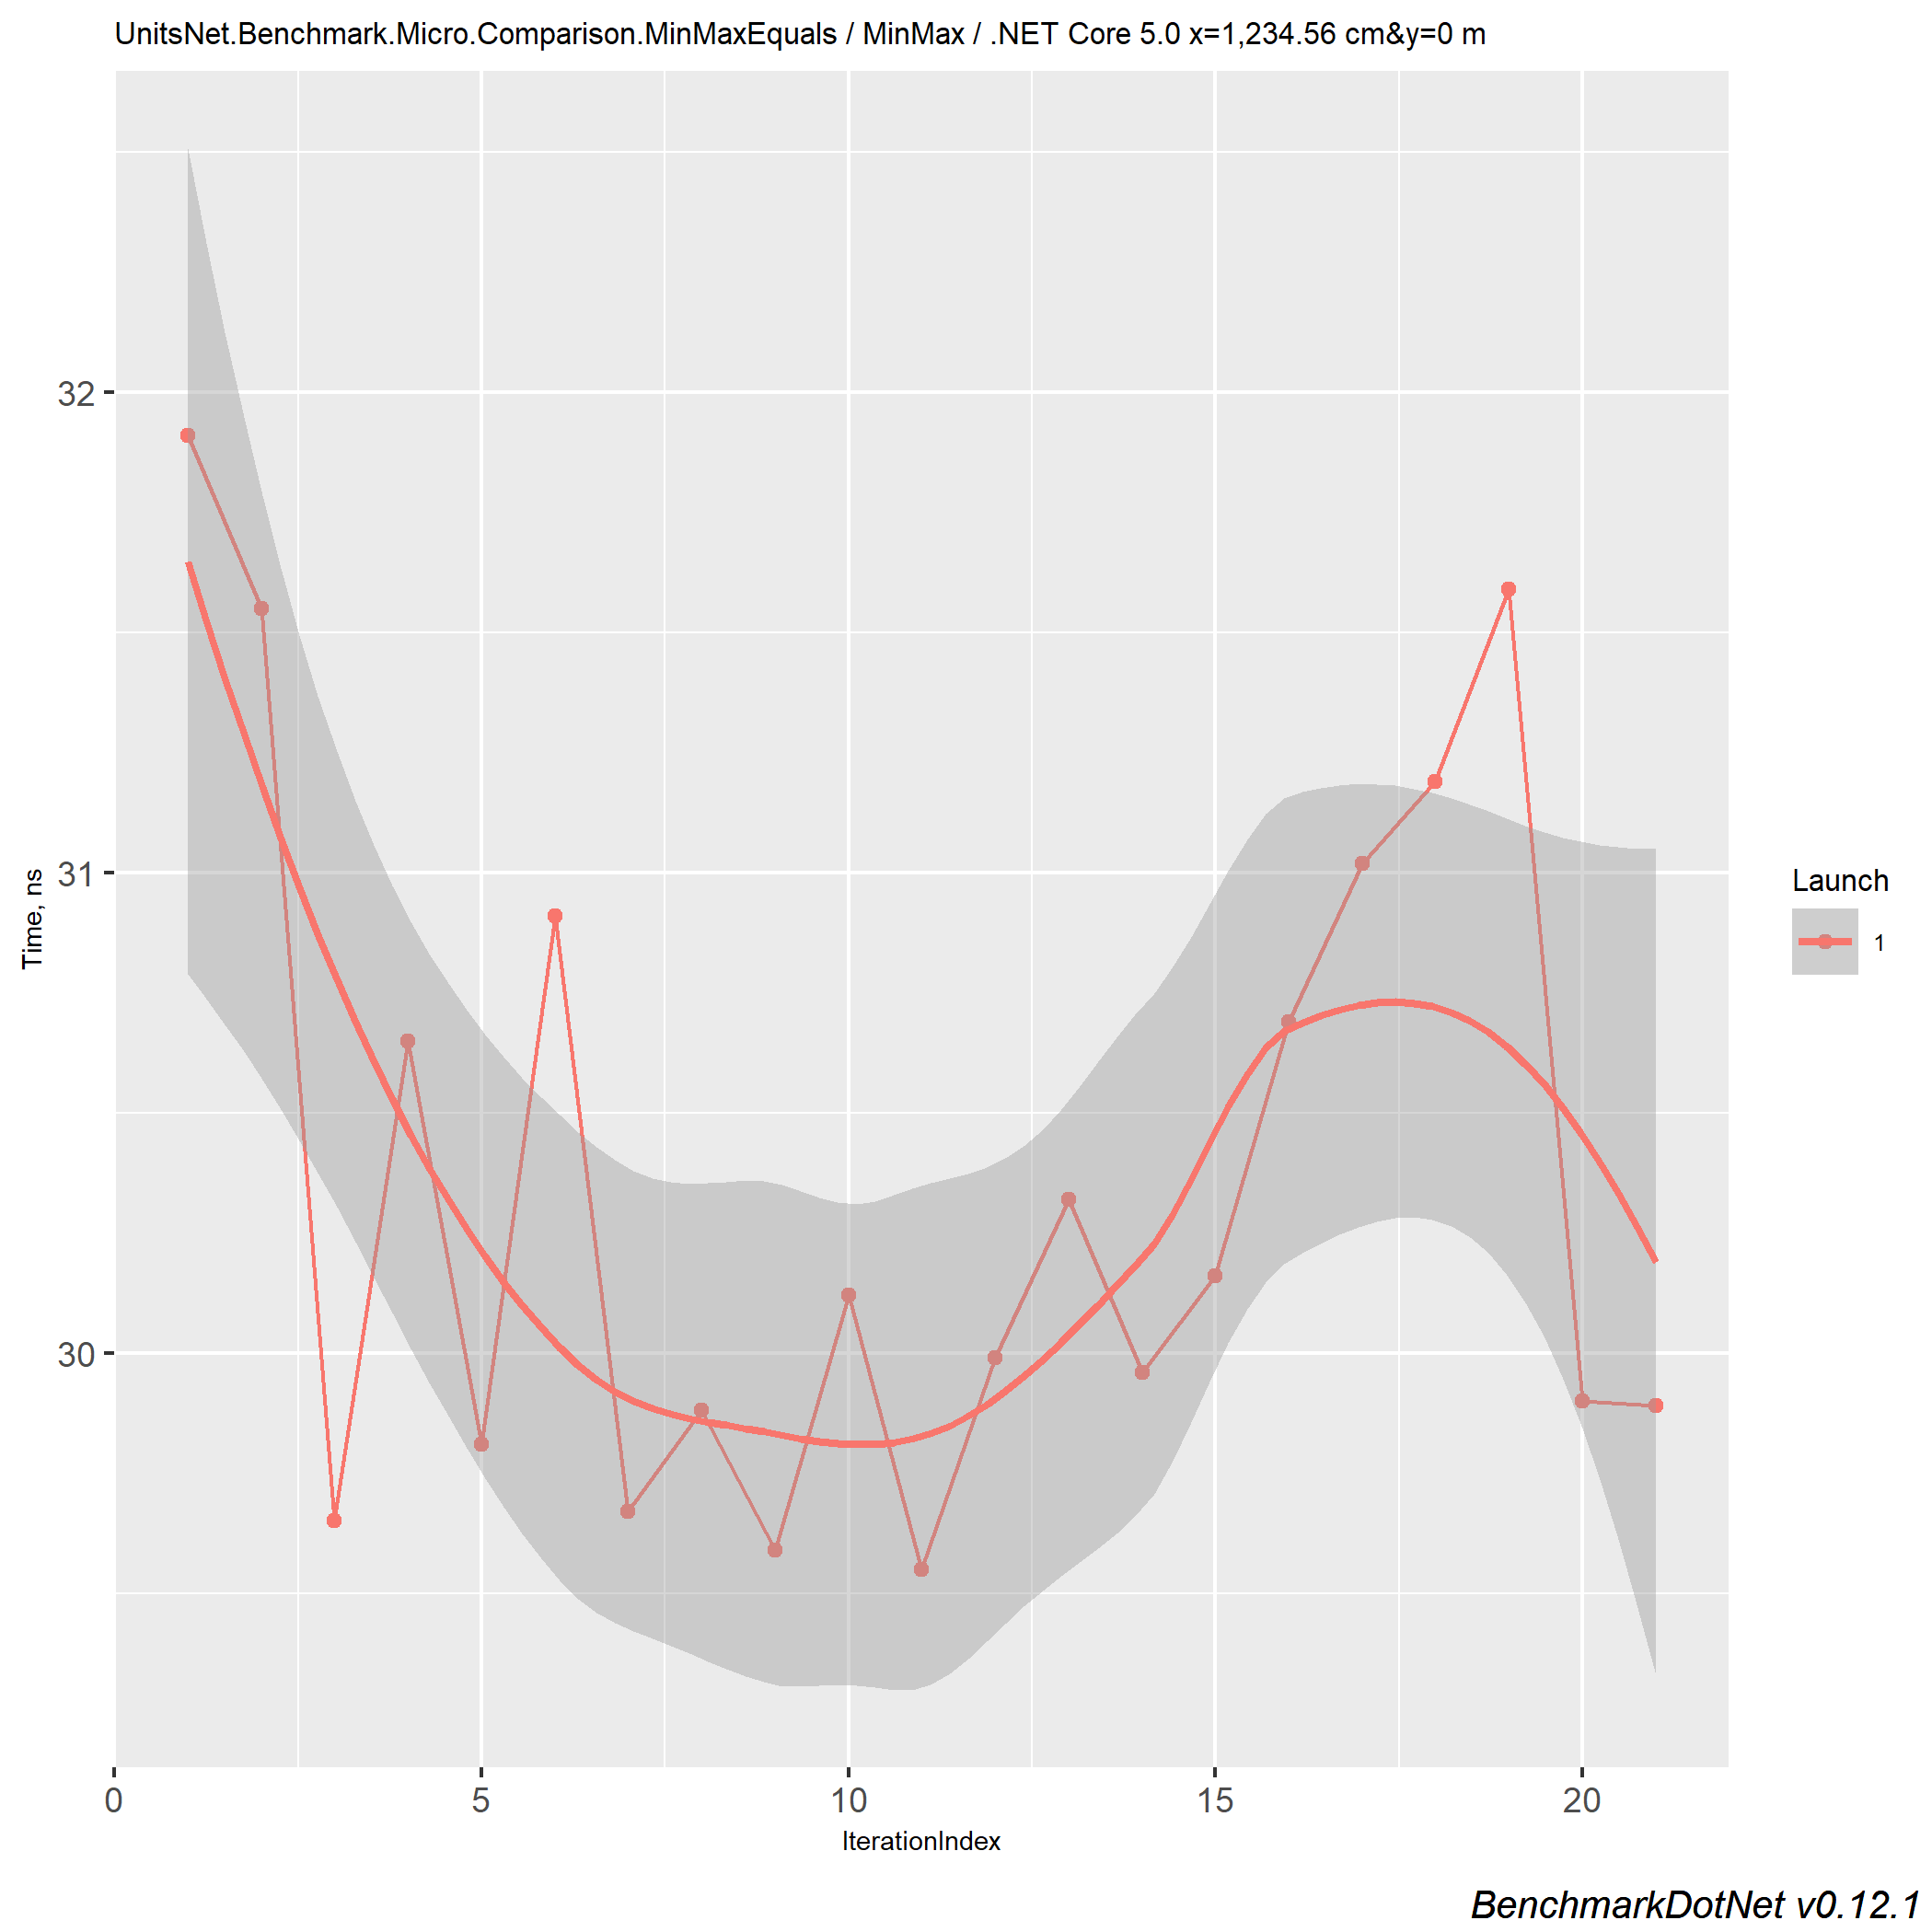 UnitsNet.Benchmark.Micro.Comparison.MinMaxEquals / MinMax / .NET Core 5.0 x=1,234.56 cm&y=0 m
32
31
30
Time, ns
Launch
1
0 5 10 15 20
IterationIndex
BenchmarkDotNet v0.12.1